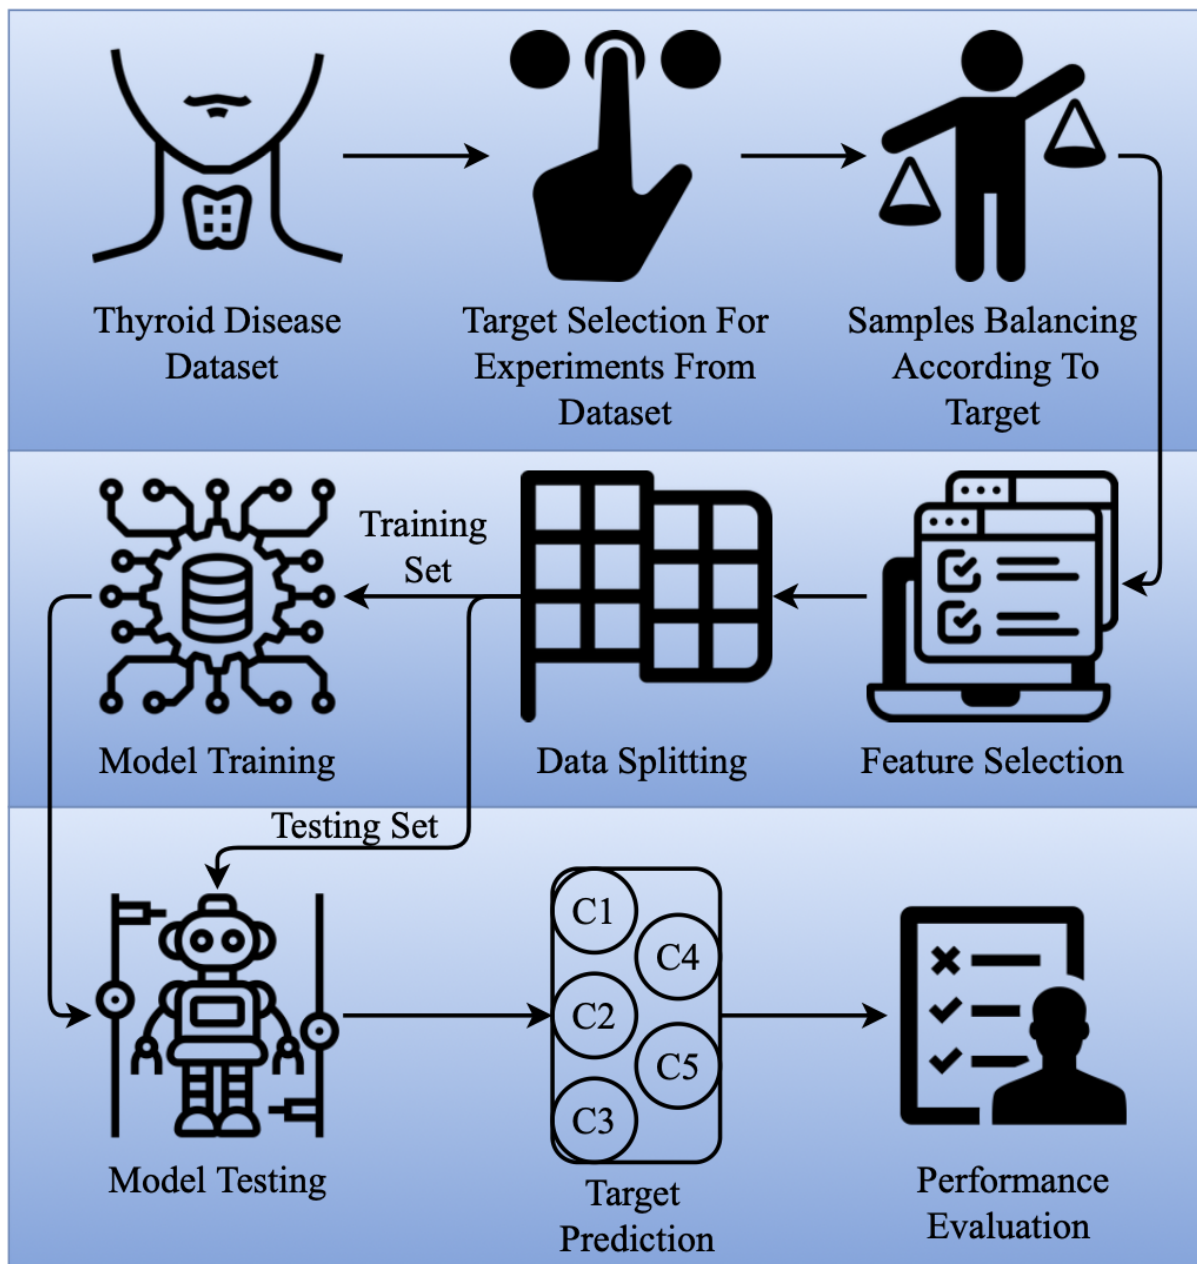 Thyroid Disease
Dataset
Target Selection For
Experiments From
Dataset
Samples Balancing
According To
Target
Training
Set
Model Training
Data Splitting
Feature Selection
Testing Set
C1
C4
C2
C5
C3
Model Testing
Target
Prediction
Performance
Evaluation